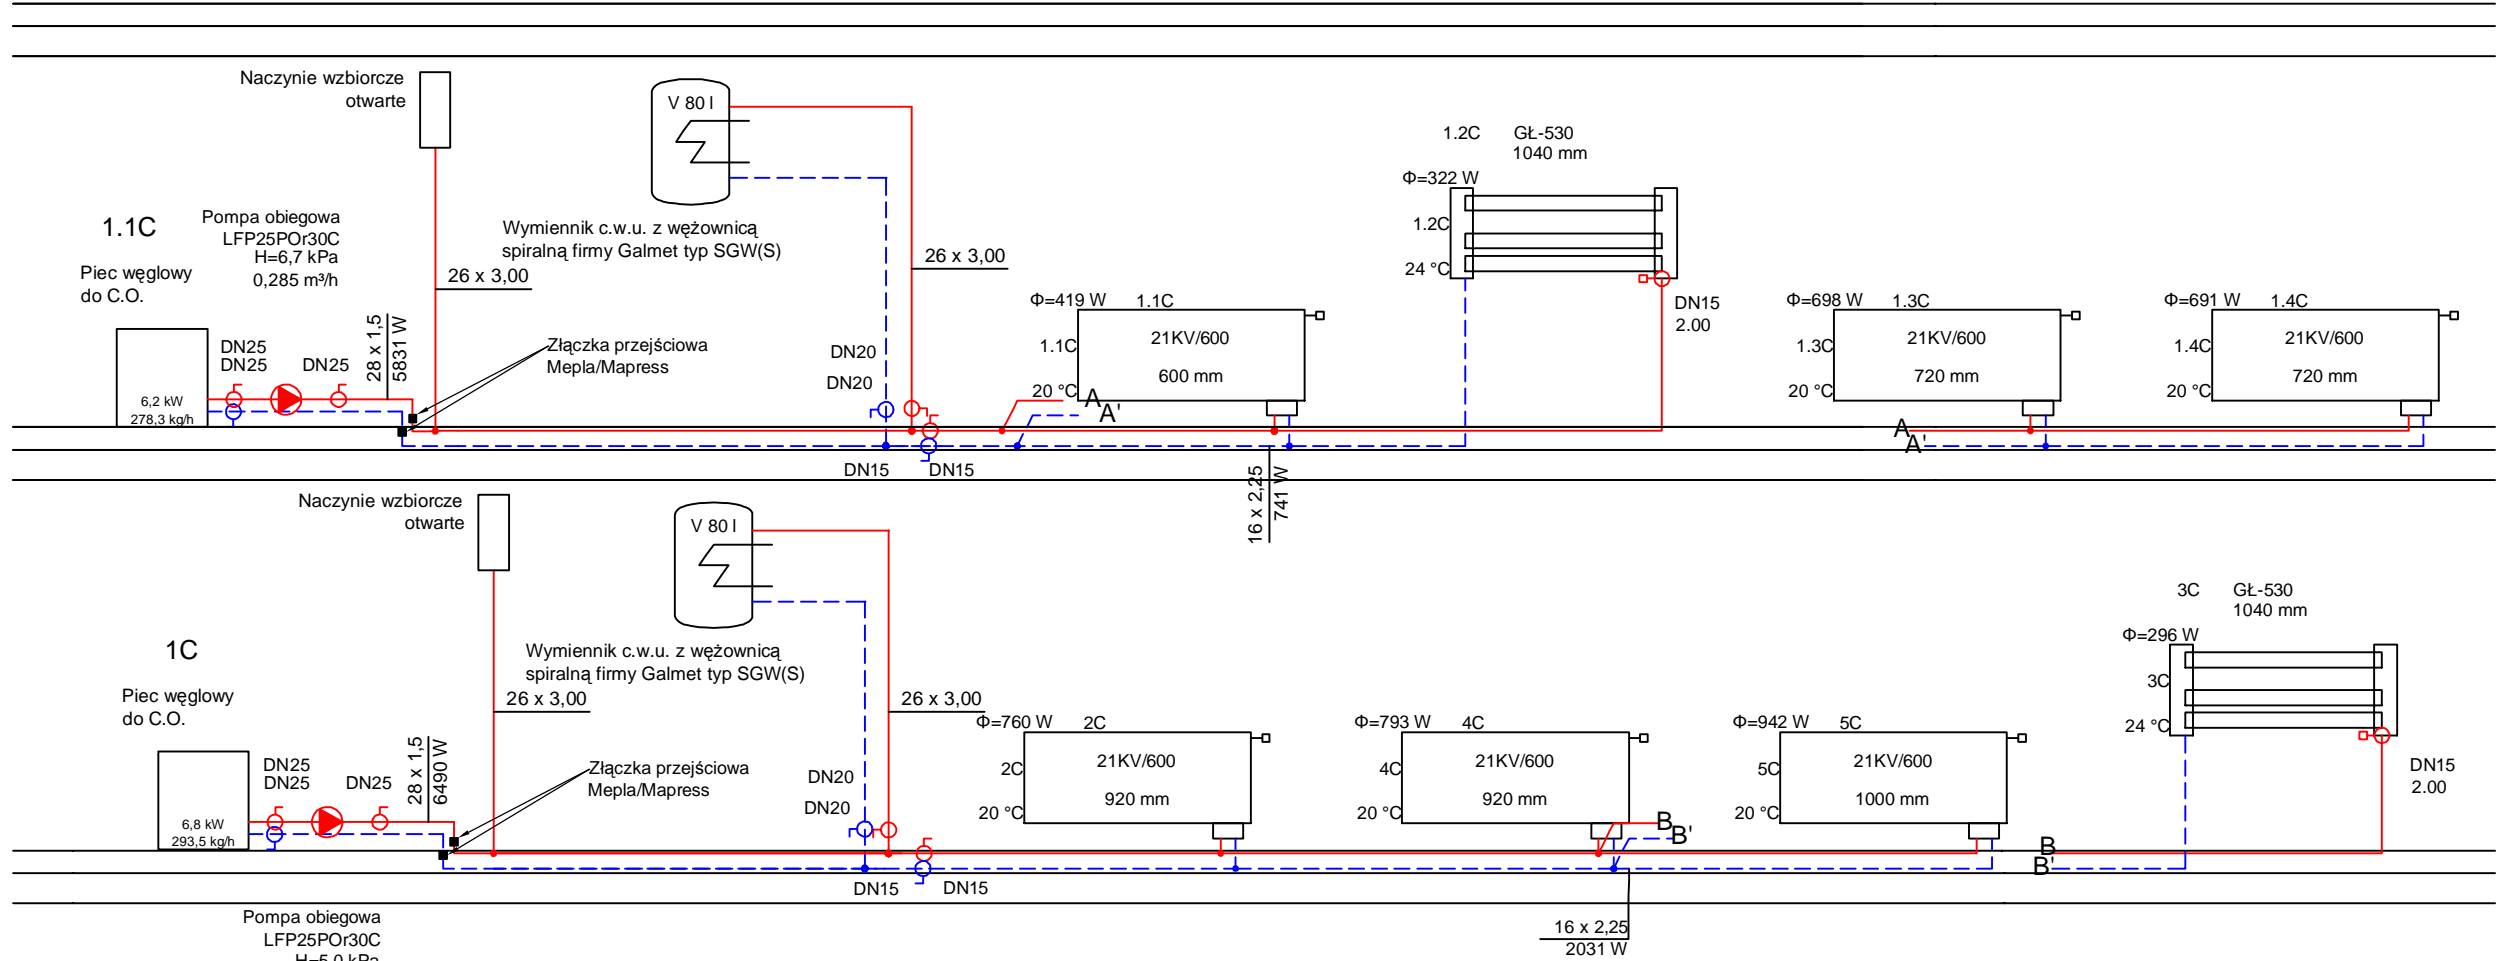 Naczynie wzbiorcze
otwarte
V 80 l
1.2C GŁ-530
1040 mm
Φ=322 W
1.2C
24 °C
DN15
2.00
1.1C
Pompa obiegowa
LFP25POr30C
H=6,7 kPa
0,285 m³/h
Piec węglowy
do C.O.
Wymiennik c.w.u. z wężownicą
spiralną firmy Galmet typ SGW(S)
26 x 3,00
26 x 3,00
28 x 1,5
5831 W
DN25
DN25
DN25
6,2 kW
278,3 kg/h
Złączka przejściowa
Mepla/Mapress
DN20
DN20
DN15
DN15
Φ=419 W 1.1C
1.1C
21KV/600
600 mm
20 °C
A
A'
16 x 2,25
741 W
Φ=698 W 1.3C
1.3C
21KV/600
720 mm
20 °C
A
A'
Φ=691 W 1.4C
1.4C
21KV/600
720 mm
20 °C
Naczynie wzbiorcze
otwarte
V 80 l
1C
Piec węglowy
do C.O.
Wymiennik c.w.u. z wężownicą
spiralną firmy Galmet typ SGW(S)
26 x 3,00
26 x 3,00
28 x 1,5
6490 W
DN25
DN25
DN25
6,8 kW
293,5 kg/h
Złączka przejściowa
Mepla/Mapress
DN20
DN20
DN15
DN15
Φ=760 W 2C
2C
21KV/600
920 mm
20 °C
Φ=793 W 4C
4C
21KV/600
920 mm
20 °C
B
B'
16 x 2,25
2031 W
Φ=942 W 5C
5C
21KV/600
1000 mm
20 °C
B
B'
3C GŁ-530
1040 mm
Φ=296 W
3C
24 °C
DN15
2.00
Pompa obiegowa
LFP25POr30C
H=5,0 kPa